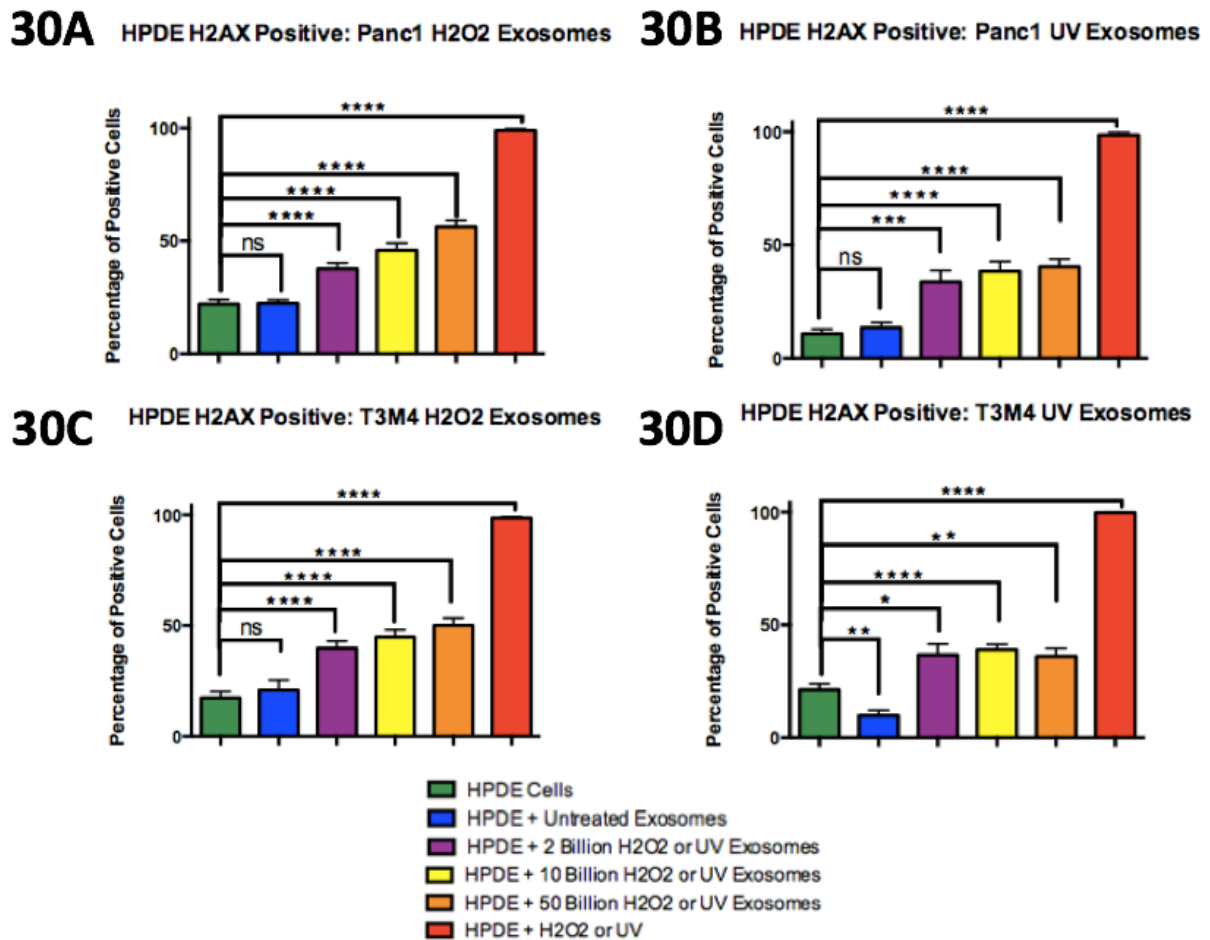 30A HPDE H2AX Positive: Panc1 H2O2 Exosomes
Percentage of Positive Cells
100
50
0
****
****
****
****
ns
30B HPDE H2AX Positive: Panc1 UV Exosomes
Percentage of Positive Cells
100
50
0
****
****
****
***
ns
30C HPDE H2AX Positive: T3M4 H2O2 Exosomes
Percentage of Positive Cells
100
50
0
****
****
****
****
ns
30D HPDE H2AX Positive: T3M4 UV Exosomes
Percentage of Positive Cells
100
50
0
****
**
****
*
**
HPDE Cells
HPDE + Untreated Exosomes
HPDE + 2 Billion H2O2 or UV Exosomes
HPDE + 10 Billion H2O2 or UV Exosomes
HPDE + 50 Billion H2O2 or UV Exosomes
HPDE + H2O2 or UV